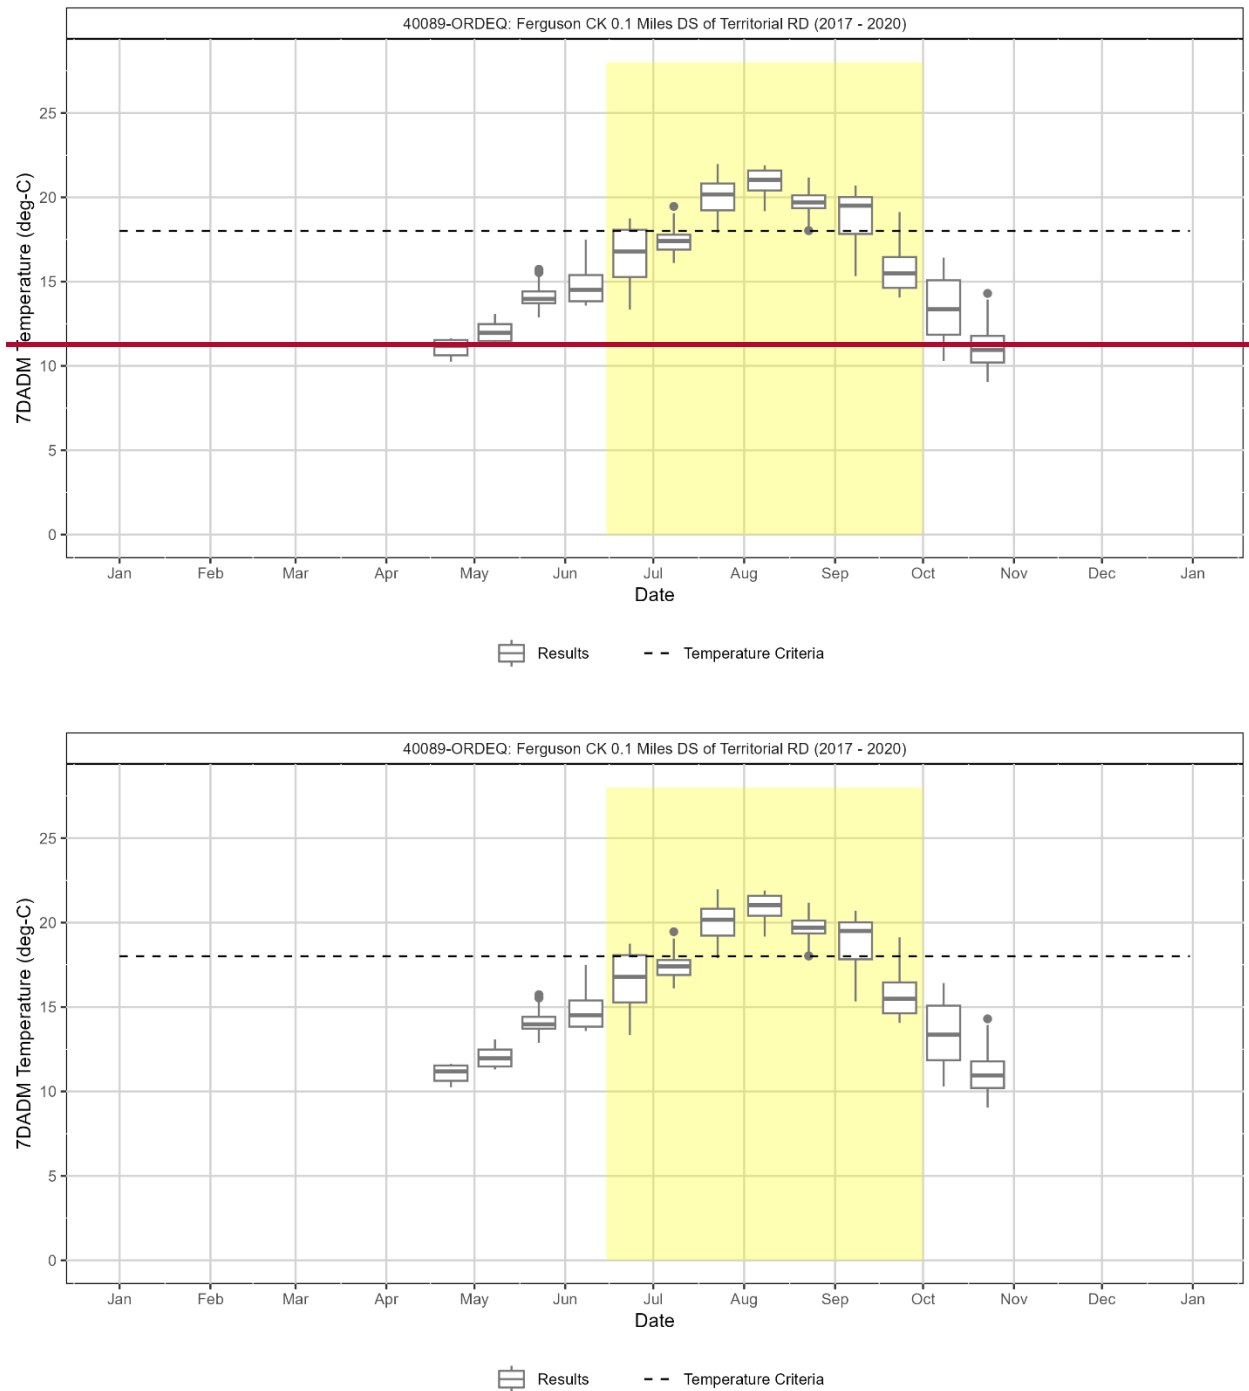 40089-ORDEQ: Ferguson CK 0.1 Miles DS of Territorial RD (2017 - 2020)
7DADM Temperature (deg-C)
25
20
15
10
5
0
Jan Feb Mar Apr May Jun Jul Aug Sep Oct Nov Dec Jan
Date
Results Temperature Criteria
40089-ORDEQ: Ferguson CK 0.1 Miles DS of Territorial RD (2017 - 2020)
7DADM Temperature (deg-C)
25
20
15
10
5
0
Jan Feb Mar Apr May Jun Jul Aug Sep Oct Nov Dec Jan
Date
Results Temperature Criteria